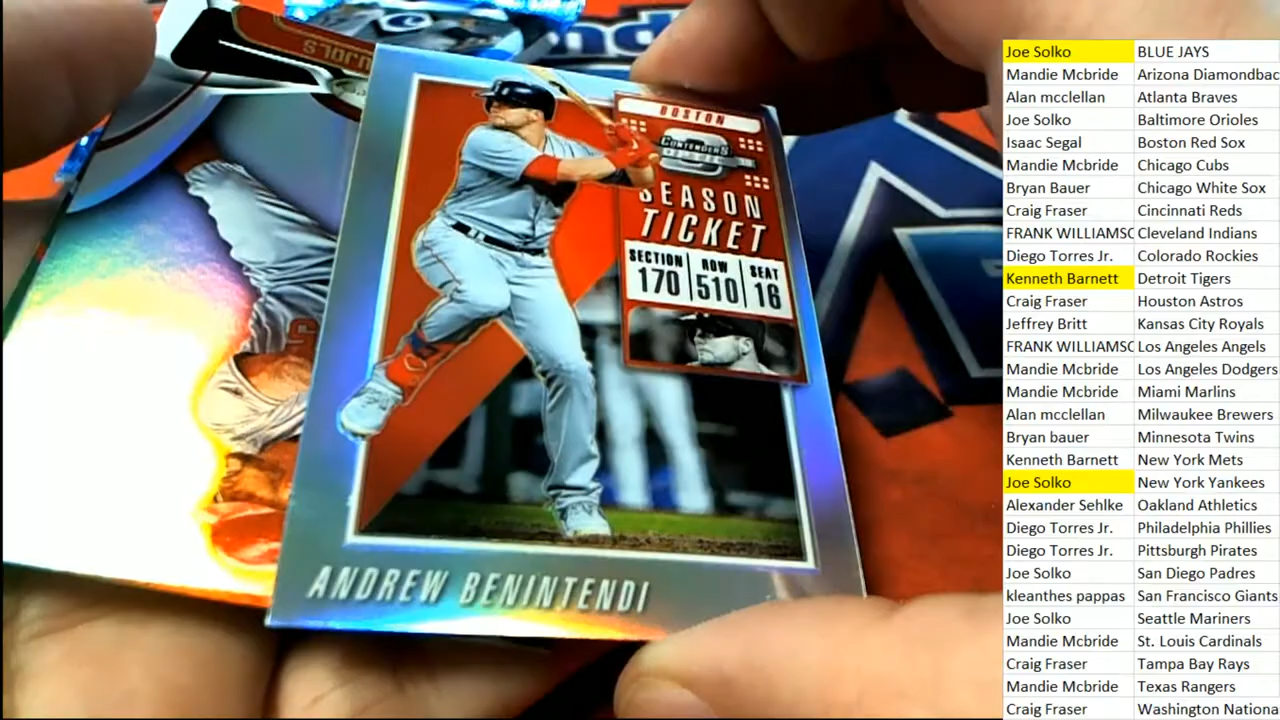 PUJOLS
nd
BOSTON
CONTENDERS
SEASON
TICKET
SECTION ROW SEAT
170 510 16
ANDREW BENINTENDI
Joe Solko BLUE JAYS
Mandie Mcbride Arizona Diamondbac
Alan mcclellan Atlanta Braves
Joe Solko Baltimore Orioles
Isaac Segal Boston Red Sox
Mandie Mcbride Chicago Cubs
Bryan Bauer Chicago White Sox
Craig Fraser Cincinnati Reds
FRANK WILLIAMSO Cleveland Indians
Diego Torres Jr. Colorado Rockies
Kenneth Barnett Detroit Tigers
Craig Fraser Houston Astros
Jeffrey Britt Kansas City Royals
FRANK WILLIAMSO Los Angeles Angels
Mandie Mcbride Los Angeles Dodgers
Mandie Mcbride Miami Marlins
Alan mcclellan Milwaukee Brewers
Bryan bauer Minnesota Twins
Kenneth Barnett New York Mets
Joe Solko New York Yankees
Alexander Sehlke Oakland Athletics
Diego Torres Jr. Philadelphia Phillies
Diego Torres Jr. Pittsburgh Pirates
Joe Solko San Diego Padres
kleanthes pappas San Francisco Giants
Joe Solko Seattle Mariners
Mandie Mcbride St. Louis Cardinals
Craig Fraser Tampa Bay Rays
Mandie Mcbride Texas Rangers
Craig Fraser Washington Nationa